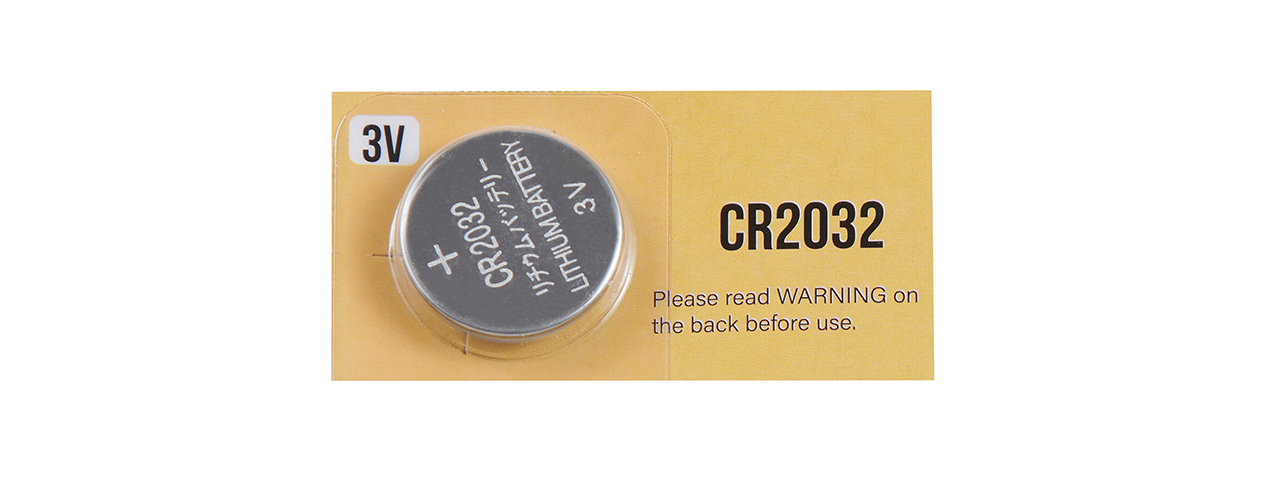 3V
+
CR2032
リチウムバッテリー
LITHIUM BATTERY
3V
CR2032
Please read WARNING on
the back before use.